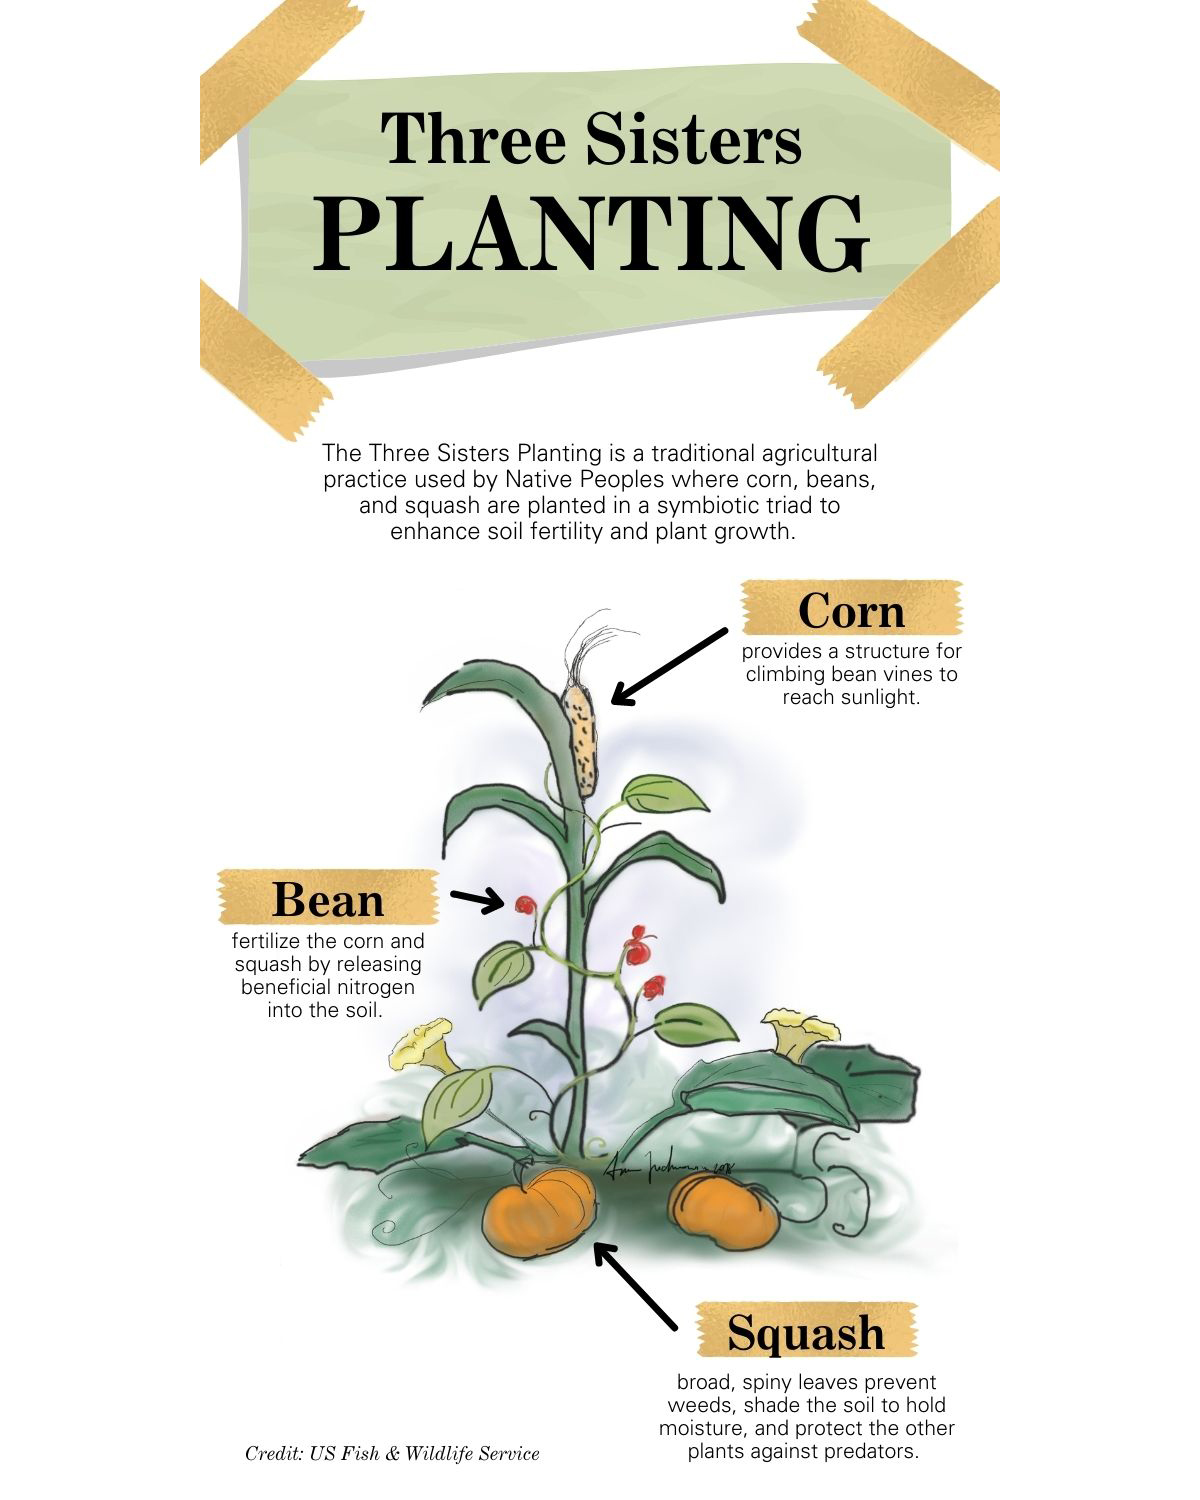 Three Sisters
PLANTING
The Three Sisters Planting is a traditional agricultural
practice used by Native Peoples where corn, beans,
and squash are planted in a symbiotic triad to
enhance soil fertility and plant growth.
Corn
provides a structure for
climbing bean vines to
reach sunlight.
Bean
fertilize the corn and
squash by releasing
beneficial nitrogen
into the soil.
Squash
broad, spiny leaves prevent
weeds, shade the soil to hold
moisture, and protect the other
plants against predators.
Credit: US Fish & Wildlife Service